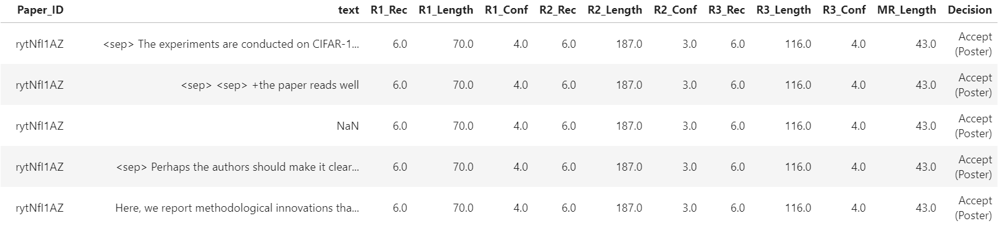 Paper_ID text R1_Rec R1_Length R1_Conf R2_Rec R2_Length R2_Conf R3_Rec R3_Length R3_Conf MR_Length Decision
rytNfI1AZ <sep> The experiments are conducted on CIFAR-1... 6.0 70.0 4.0 6.0 187.0 3.0 6.0 116.0 4.0 43.0 Accept (Poster)
rytNfI1AZ <sep> <sep> +the paper reads well 6.0 70.0 4.0 6.0 187.0 3.0 6.0 116.0 4.0 43.0 Accept (Poster)
rytNfI1AZ NaN 6.0 70.0 4.0 6.0 187.0 3.0 6.0 116.0 4.0 43.0 Accept (Poster)
rytNfI1AZ <sep> Perhaps the authors should make it clear... 6.0 70.0 4.0 6.0 187.0 3.0 6.0 116.0 4.0 43.0 Accept (Poster)
rytNfI1AZ Here, we report methodological innovations tha... 6.0 70.0 4.0 6.0 187.0 3.0 6.0 116.0 4.0 43.0 Accept (Poster)